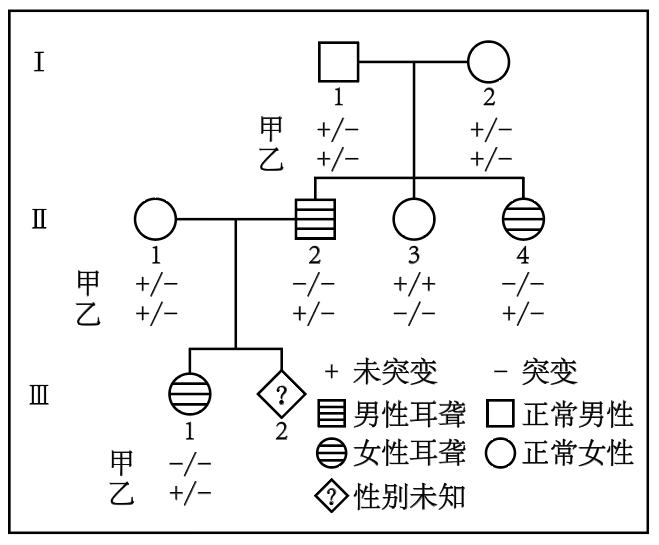 I
1 2
甲 +/− +/−
乙 +/− +/−
II
1 2 3 4
甲 +/− −/− +/+ −/−
乙 +/− +/− −/− +/−
III
?
1 2
甲 −/−
乙 +/−
+ 未突变 − 突变
男性耳聋 正常男性
女性耳聋 正常女性
? 性别未知